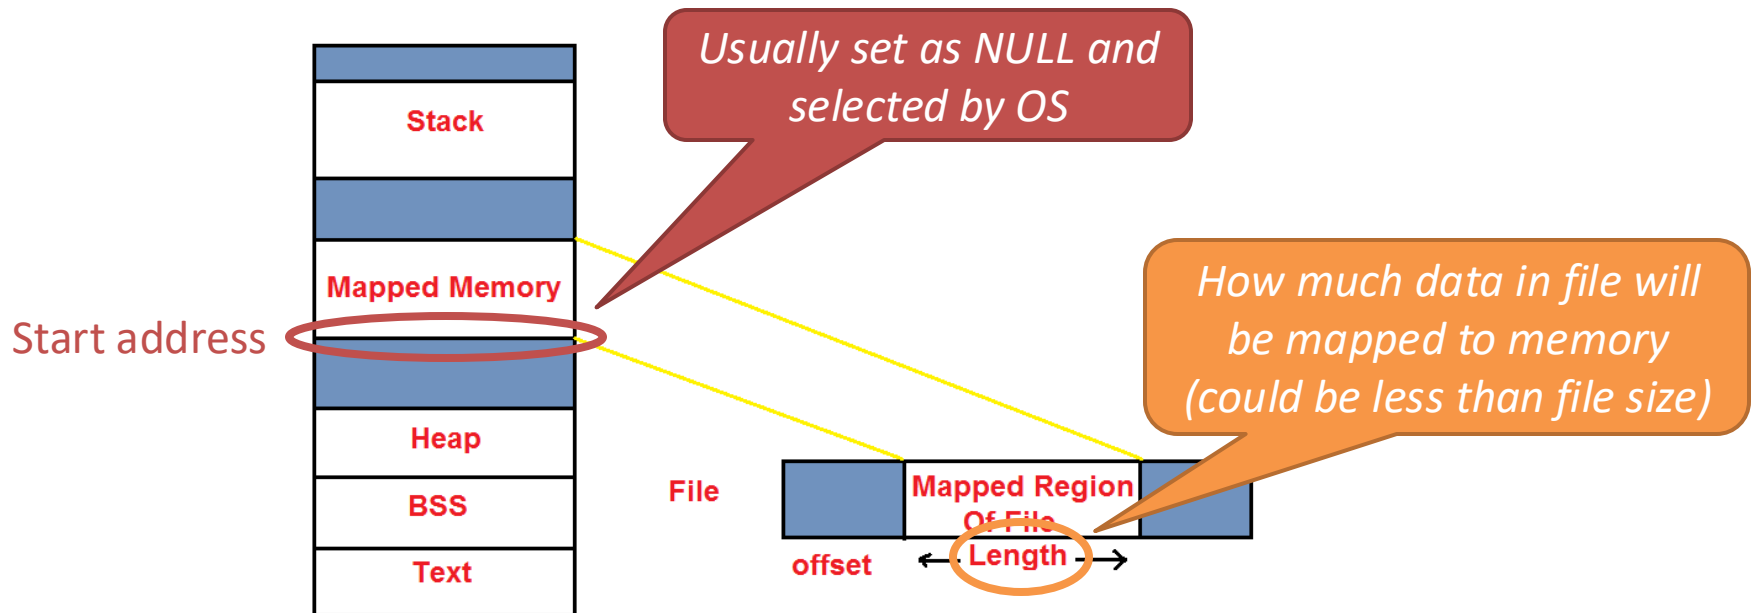 Usually set as NULL and
selected by OS
Stack
Mapped Memory
Start address
How much data in file will
be mapped to memory
(could be less than file size)
Heap
BSS
Text
File
Mapped Region
Of File
offset
Length